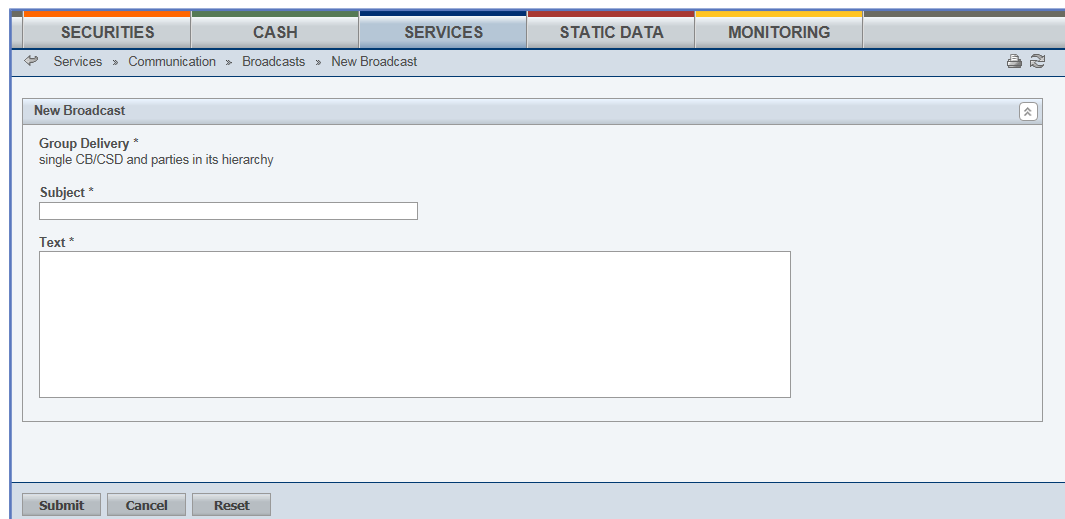 SECURITIES CASH SERVICES STATIC DATA MONITORING
Services » Communication » Broadcasts » New Broadcast
New Broadcast
Group Delivery *
single CB/CSD and parties in its hierarchy
Subject *
Text *
Submit Cancel Reset